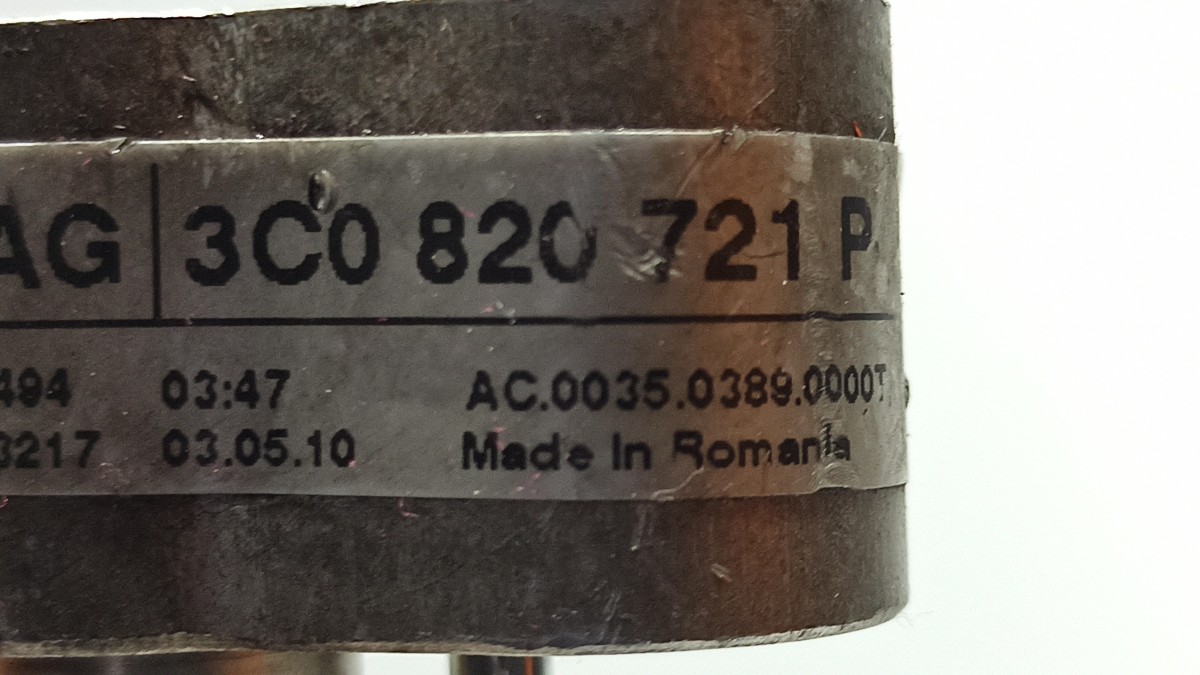 AG 3C0 820 721 P
494 03:47 AC.0035.0389.0000T
3217 03.05.10 Made In Romania